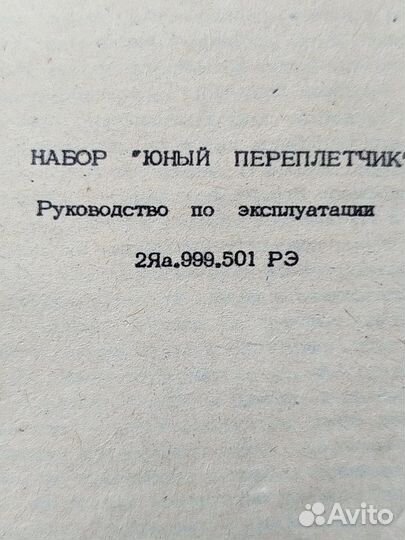 НАБОР "ЮНЫЙ ПЕРЕПЛЕТЧИК"
Руководство по эксплуатации
2Яа.999.501 РЭ
Avito